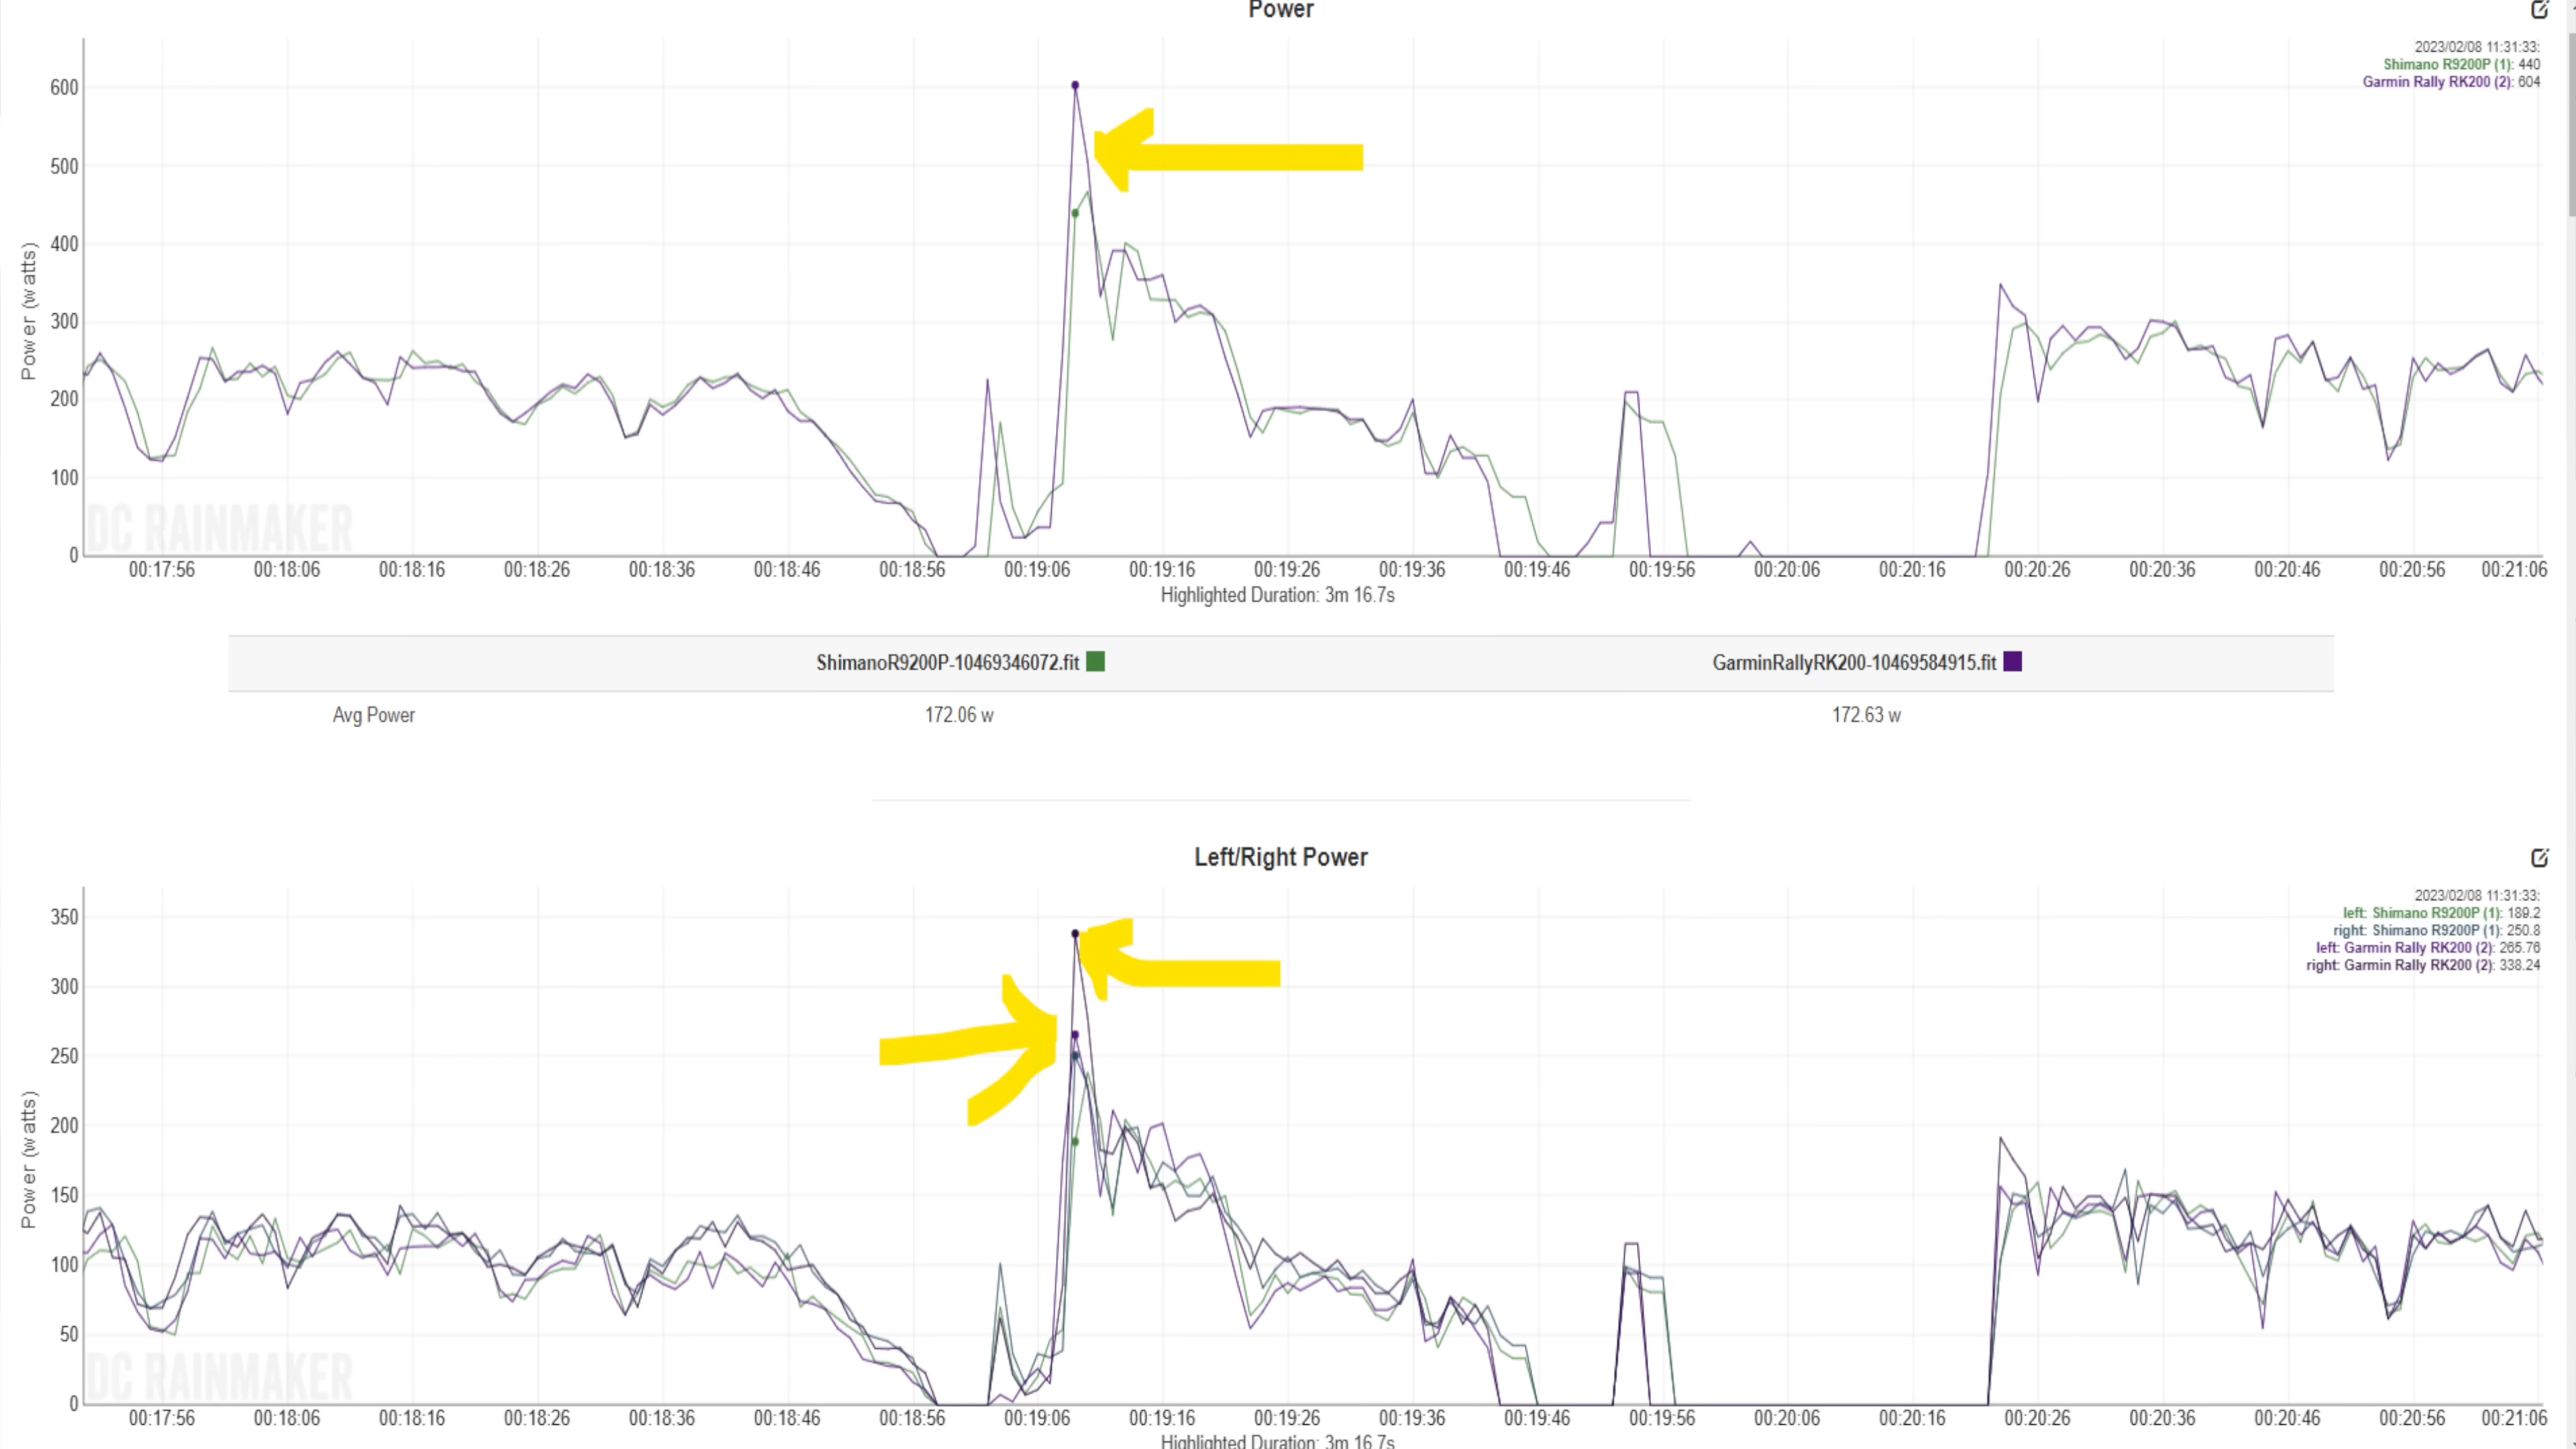 Power
2023/02/08 11:31:33:
Shimano R9200P (1): 440
Garmin Rally RK200 (2): 604
600
500
400
300
200
100
0
Power (watts)
DC RAINMAKER
00:17:56 00:18:06 00:18:16 00:18:26 00:18:36 00:18:46 00:18:56 00:19:06 00:19:16 00:19:26 00:19:36 00:19:46 00:19:56 00:20:06 00:20:16 00:20:26 00:20:36 00:20:46 00:20:56 00:21:06
Highlighted Duration: 3m 16.7s
ShimanoR9200P-10469346072.fit GarminRallyRK200-10469584915.fit
Avg Power 172.06 w 172.63 w
Left/Right Power
2023/02/08 11:31:33:
left: Shimano R9200P (1): 189.2
right: Shimano R9200P (1): 250.8
left: Garmin Rally RK200 (2): 265.76
right: Garmin Rally RK200 (2): 338.24
350
300
250
200
150
100
50
0
Power (watts)
DC RAINMAKER
00:17:56 00:18:06 00:18:16 00:18:26 00:18:36 00:18:46 00:18:56 00:19:06 00:19:16 00:19:26 00:19:36 00:19:46 00:19:56 00:20:06 00:20:16 00:20:26 00:20:36 00:20:46 00:20:56 00:21:06
Highlighted Duration: 3m 16.7s